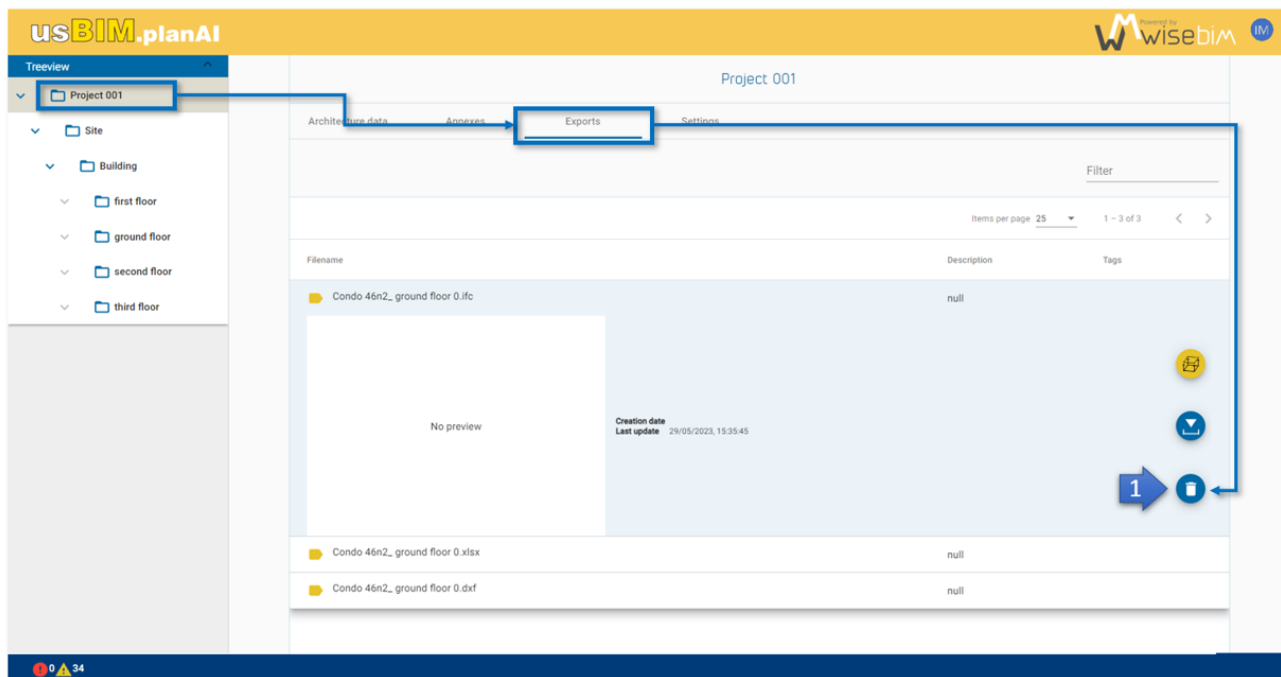 usBIM.planAI
Powered by
wisebim
IM
Treeview
Project 001
Project 001
Site
Building
first floor
ground floor
second floor
third floor
Architecture data
Annexes
Exports
Settings
Filter
Items per page 25
1 – 3 of 3
Filename
Description
Tags
Condo 46n2_ ground floor 0.ifc
null
No preview
Creation date
Last update 29/05/2023, 15:35:45
1
Condo 46n2_ ground floor 0.xlsx
null
Condo 46n2_ ground floor 0.dxf
null
0 34